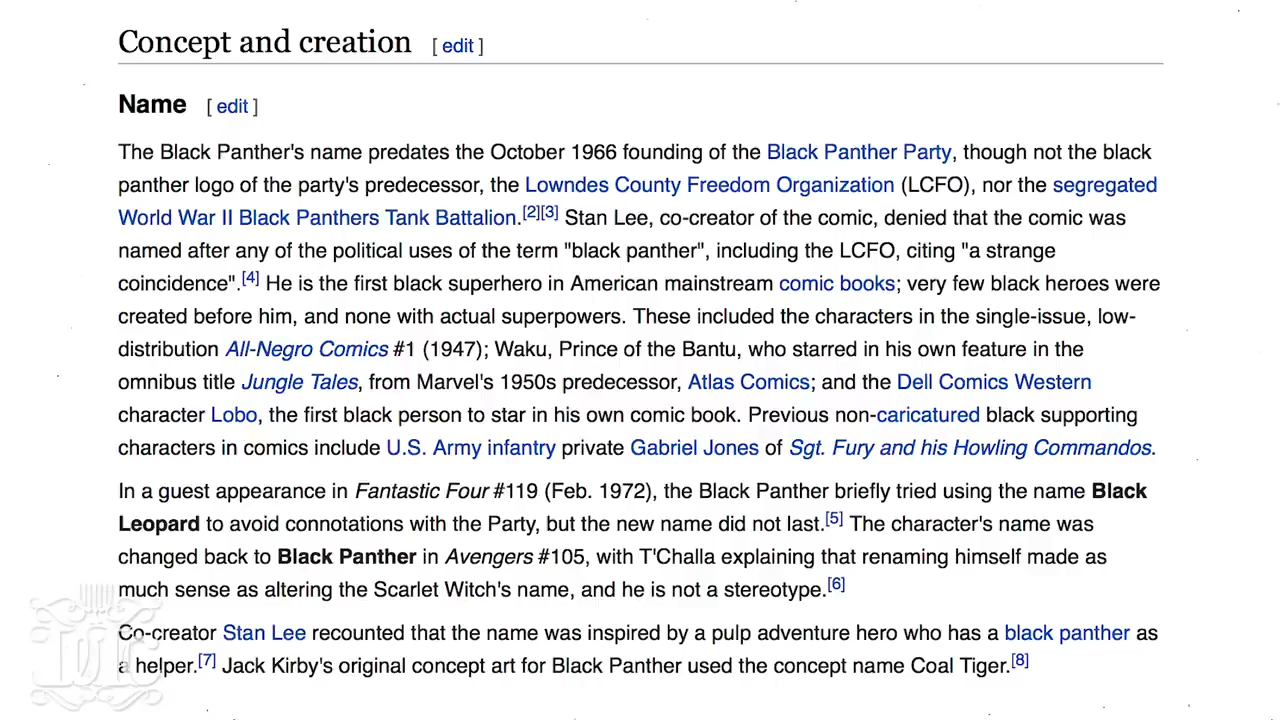 Concept and creation [ edit ]
Name [ edit ]
The Black Panther's name predates the October 1966 founding of the Black Panther Party, though not the black
panther logo of the party's predecessor, the Lowndes County Freedom Organization (LCFO), nor the segregated
World War II Black Panthers Tank Battalion.[2][3] Stan Lee, co-creator of the comic, denied that the comic was
named after any of the political uses of the term "black panther", including the LCFO, citing "a strange
coincidence".[4] He is the first black superhero in American mainstream comic books; very few black heroes were
created before him, and none with actual superpowers. These included the characters in the single-issue, low-
distribution All-Negro Comics #1 (1947); Waku, Prince of the Bantu, who starred in his own feature in the
omnibus title Jungle Tales, from Marvel's 1950s predecessor, Atlas Comics; and the Dell Comics Western
character Lobo, the first black person to star in his own comic book. Previous non-caricatured black supporting
characters in comics include U.S. Army infantry private Gabriel Jones of Sgt. Fury and his Howling Commandos.
In a guest appearance in Fantastic Four #119 (Feb. 1972), the Black Panther briefly tried using the name Black
Leopard to avoid connotations with the Party, but the new name did not last.[5] The character's name was
changed back to Black Panther in Avengers #105, with T'Challa explaining that renaming himself made as
much sense as altering the Scarlet Witch's name, and he is not a stereotype.[6]
Co-creator Stan Lee recounted that the name was inspired by a pulp adventure hero who has a black panther as
a helper.[7] Jack Kirby's original concept art for Black Panther used the concept name Coal Tiger.[8]